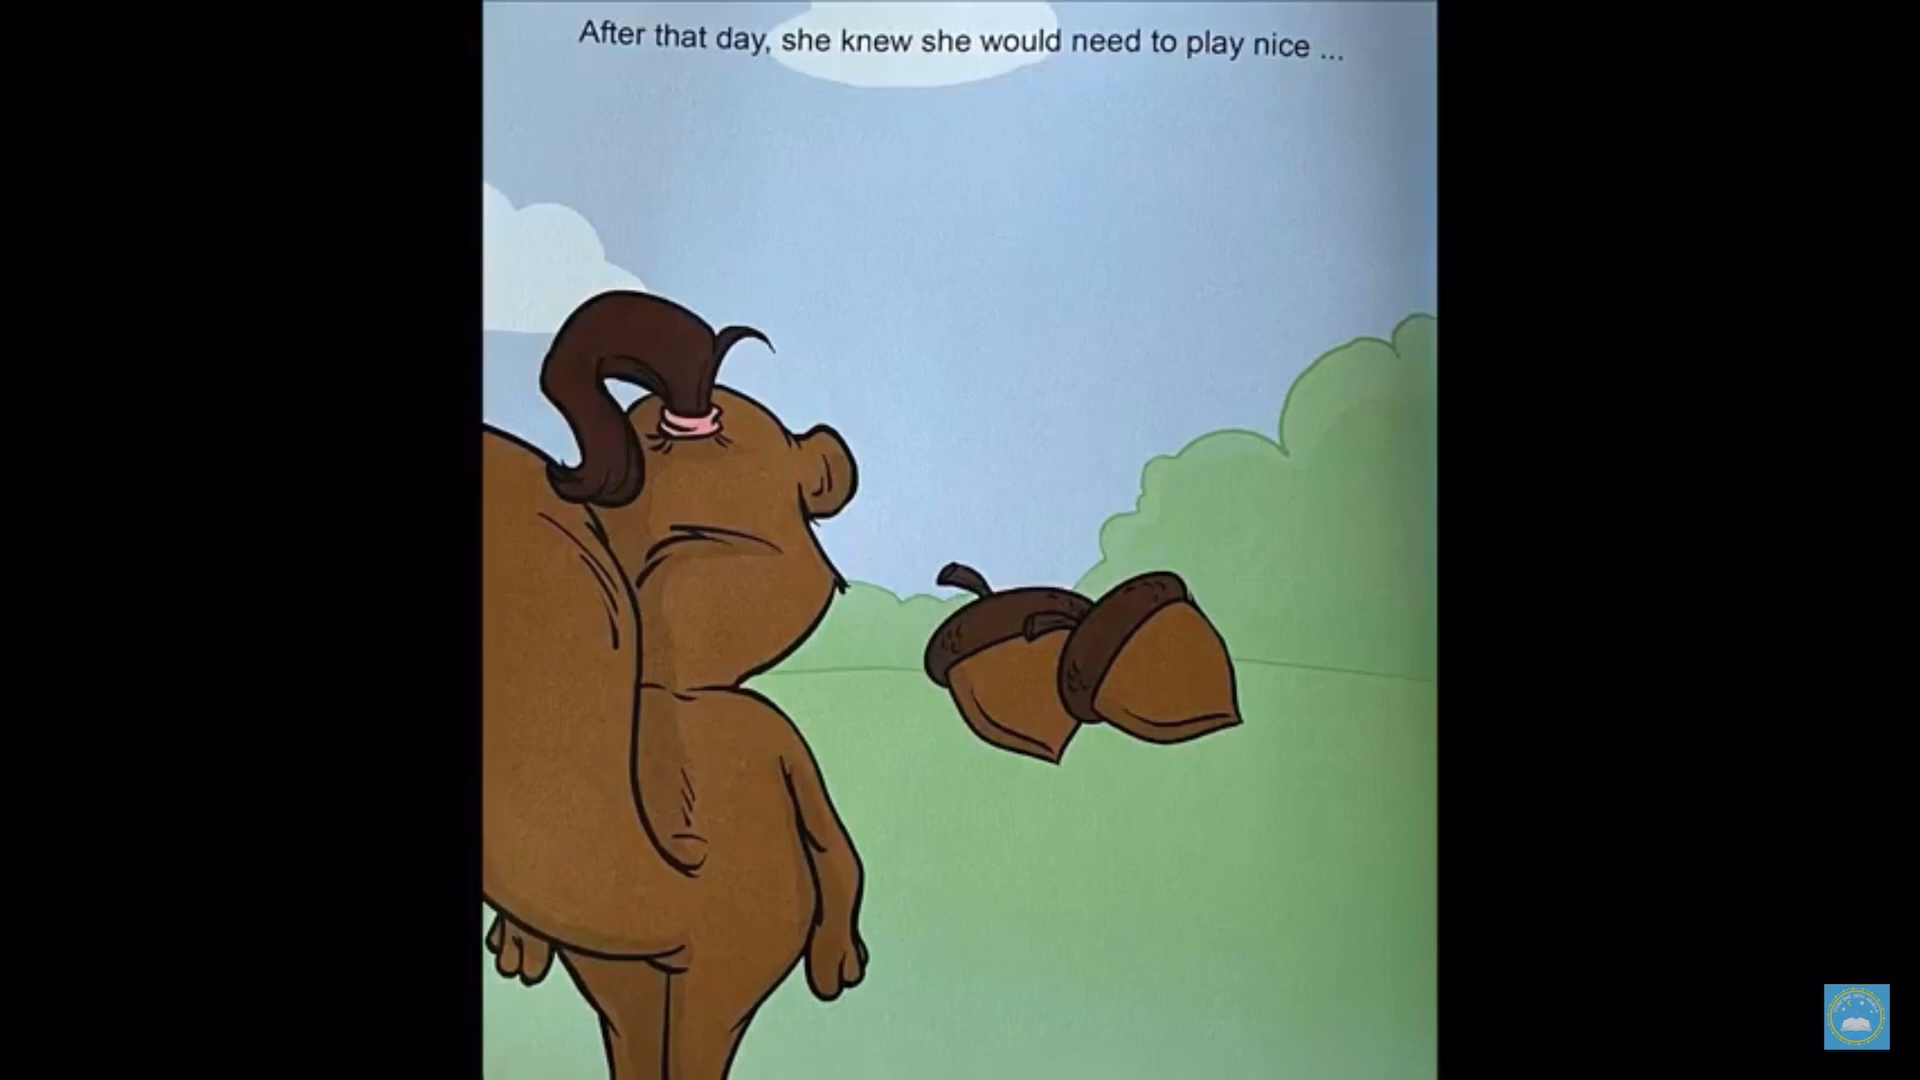 After that day, she knew she would need to play nice ...